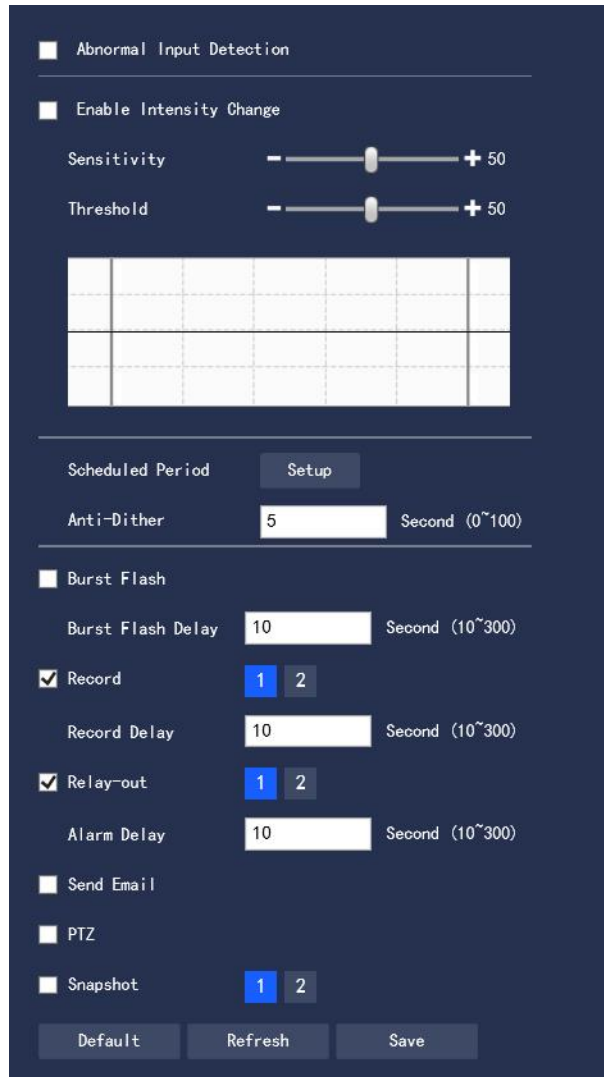 Abnormal Input Detection
Enable Intensity Change
Sensitivity - + 50
Threshold - + 50
Scheduled Period Setup
Anti-Dither 5 Second (0~100)
Burst Flash
Burst Flash Delay 10 Second (10~300)
Record 1 2
Record Delay 10 Second (10~300)
Relay-out 1 2
Alarm Delay 10 Second (10~300)
Send Email
PTZ
Snapshot 1 2
Default Refresh Save